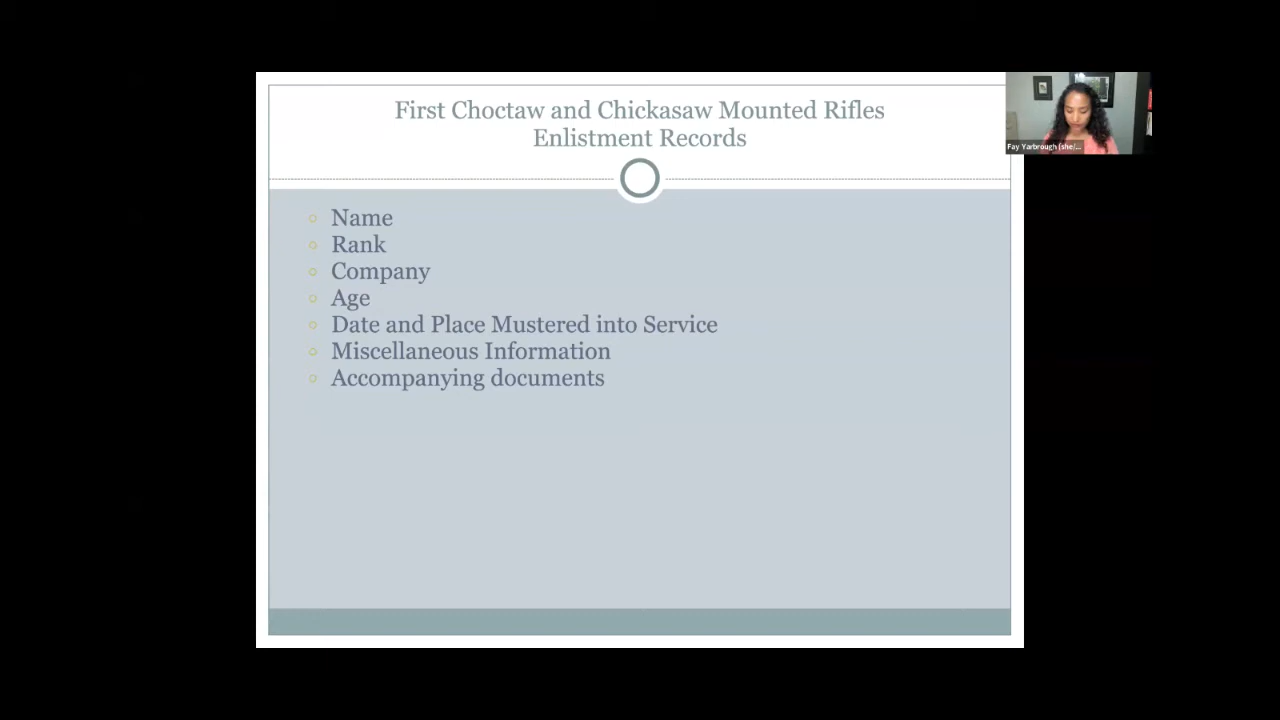 First Choctaw and Chickasaw Mounted Rifles
Enlistment Records
Name
Rank
Company
Age
Date and Place Mustered into Service
Miscellaneous Information
Accompanying documents
Fay Yarbrough (she/...